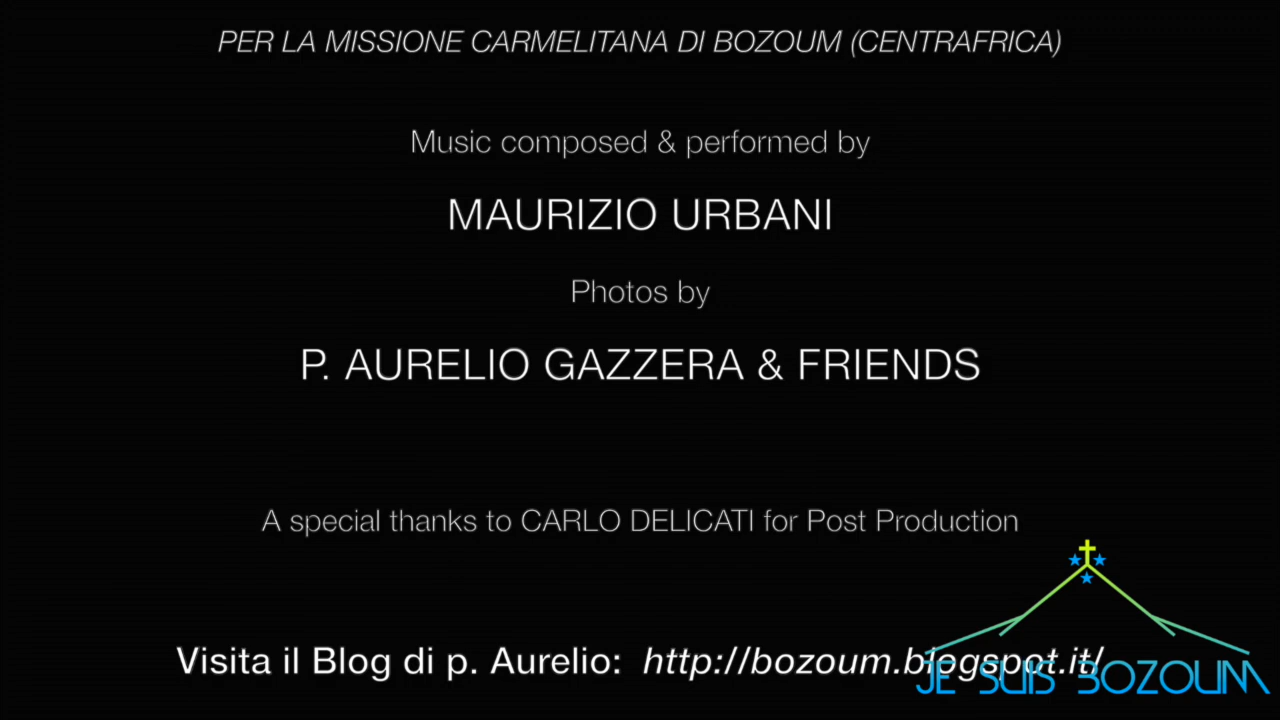 PER LA MISSIONE CARMELITANA DI BOZOUM (CENTRAFRICA)
Music composed & performed by
MAURIZIO URBANI
Photos by
P. AURELIO GAZZERA & FRIENDS
A special thanks to CARLO DELICATI for Post Production
Visita il Blog di p. Aurelio: http://bozoum.blogspot.it/
JE SUIS BOZOUM